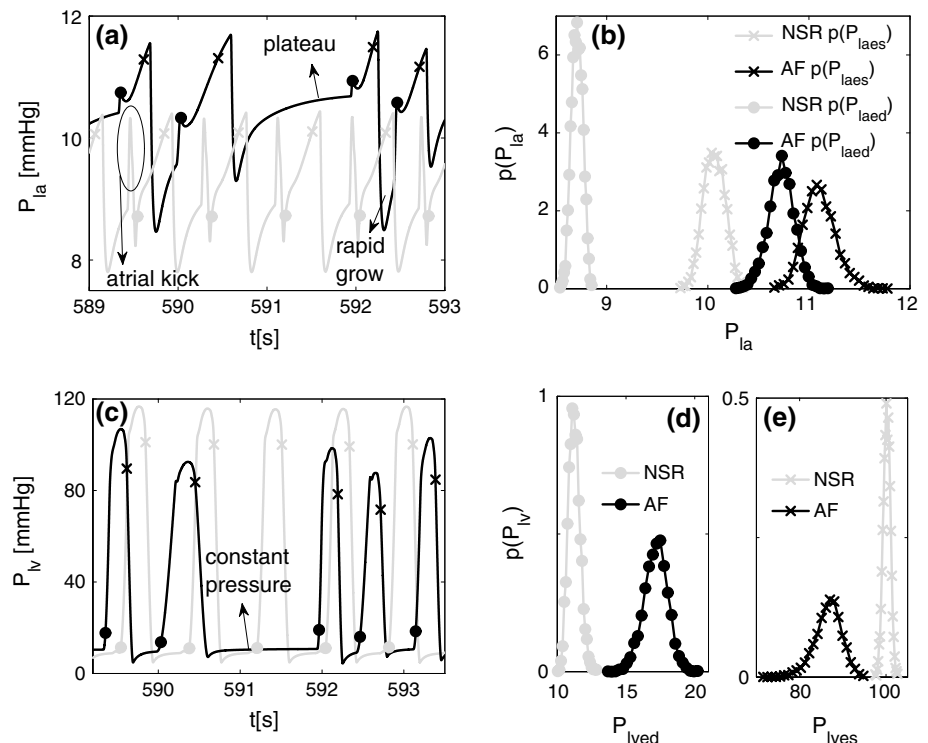 (a)
12
10
8
P_la [mmHg]
plateau
atrial kick
rapid
grow
589 590 591 592 593
t[s]
(b)
6
4
2
0
p(P_la)
NSR p(P_laes)
AF p(P_laes)
NSR p(P_laed)
AF p(P_laed)
9 10 11 12
P_la
(c)
120
80
40
0
P_lv [mmHg]
constant
pressure
590 591 592 593
t[s]
(d)
1
0
p(P_lv)
NSR
AF
10 15 20
P_lved
(e)
0.5
0
NSR
AF
80 100
P_lves